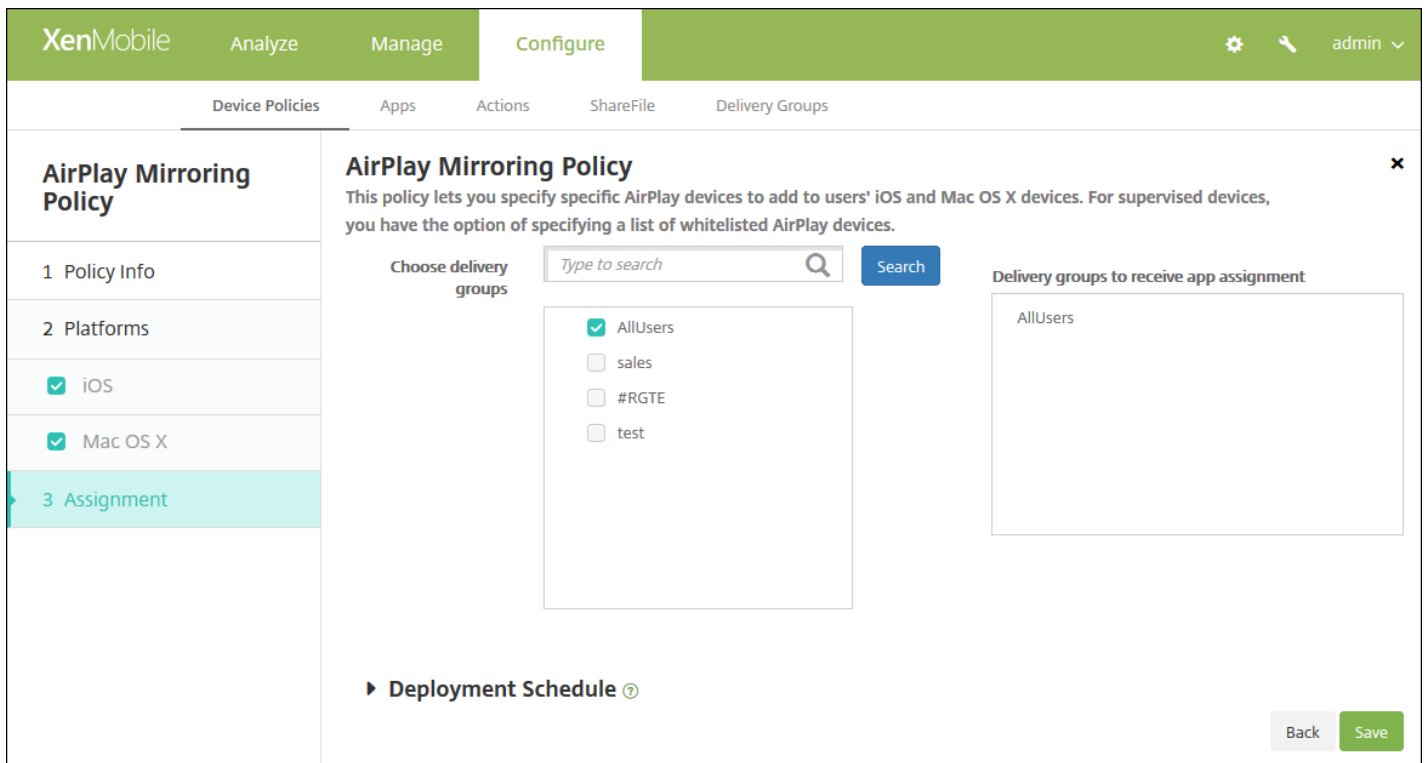 XenMobile Analyze Manage Configure admin
Device Policies Apps Actions ShareFile Delivery Groups
AirPlay Mirroring
Policy
1 Policy Info
2 Platforms
iOS
Mac OS X
3 Assignment
AirPlay Mirroring Policy
This policy lets you specify specific AirPlay devices to add to users' iOS and Mac OS X devices. For supervised devices,
you have the option of specifying a list of whitelisted AirPlay devices.
Choose delivery
groups
Type to search
Search
AllUsers
sales
#RGTE
test
Delivery groups to receive app assignment
AllUsers
Deployment Schedule ?
Back Save